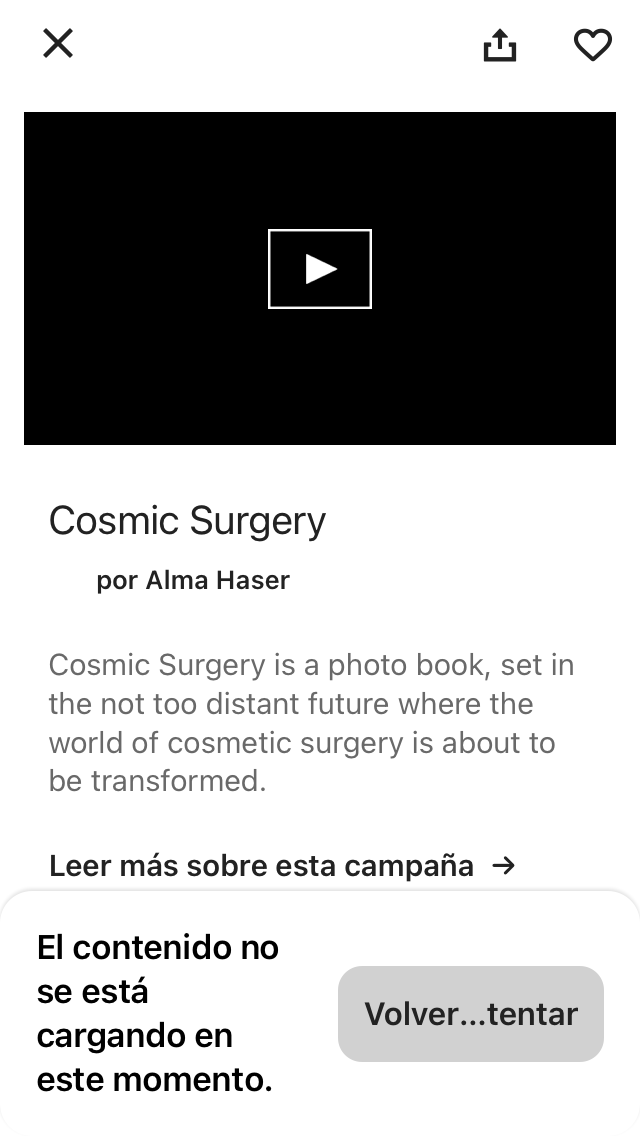 Cosmic Surgery
por Alma Haser
Cosmic Surgery is a photo book, set in
the not too distant future where the
world of cosmetic surgery is about to
be transformed.
Leer más sobre esta campaña →
El contenido no
se está
cargando en
este momento.
Volver...tentar